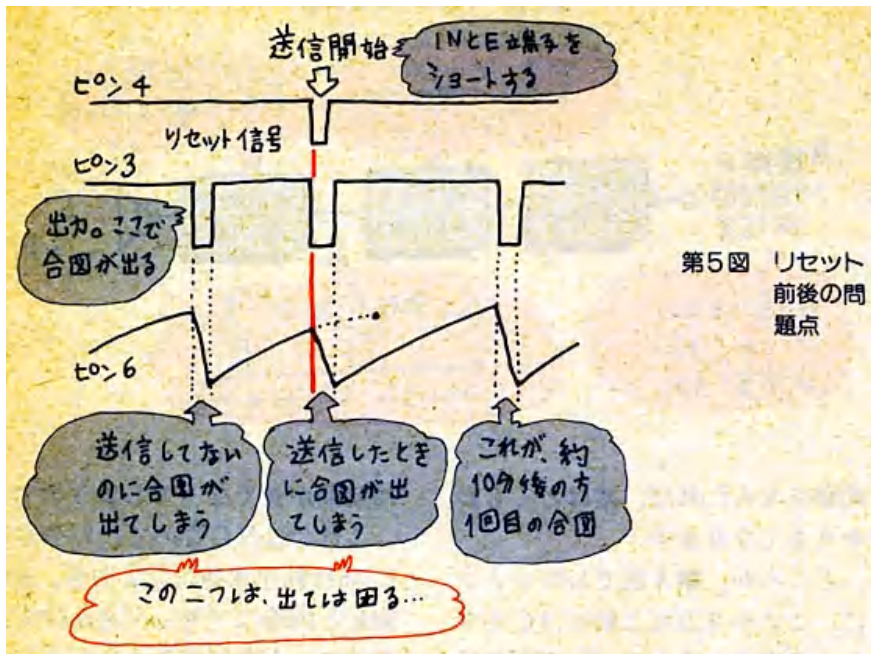 送信開始
INとE端子を
ショートする
ピン4
リセット信号
ピン3
出力。ここで
合図が出る
第5図 リセット
前後の問
題点
ピン6
送信してない
のに合図が
出てしまう
送信したとき
に合図が出
てしまう
これが、約
10分後の方
1回目の合図
この二つは、出ては困る…